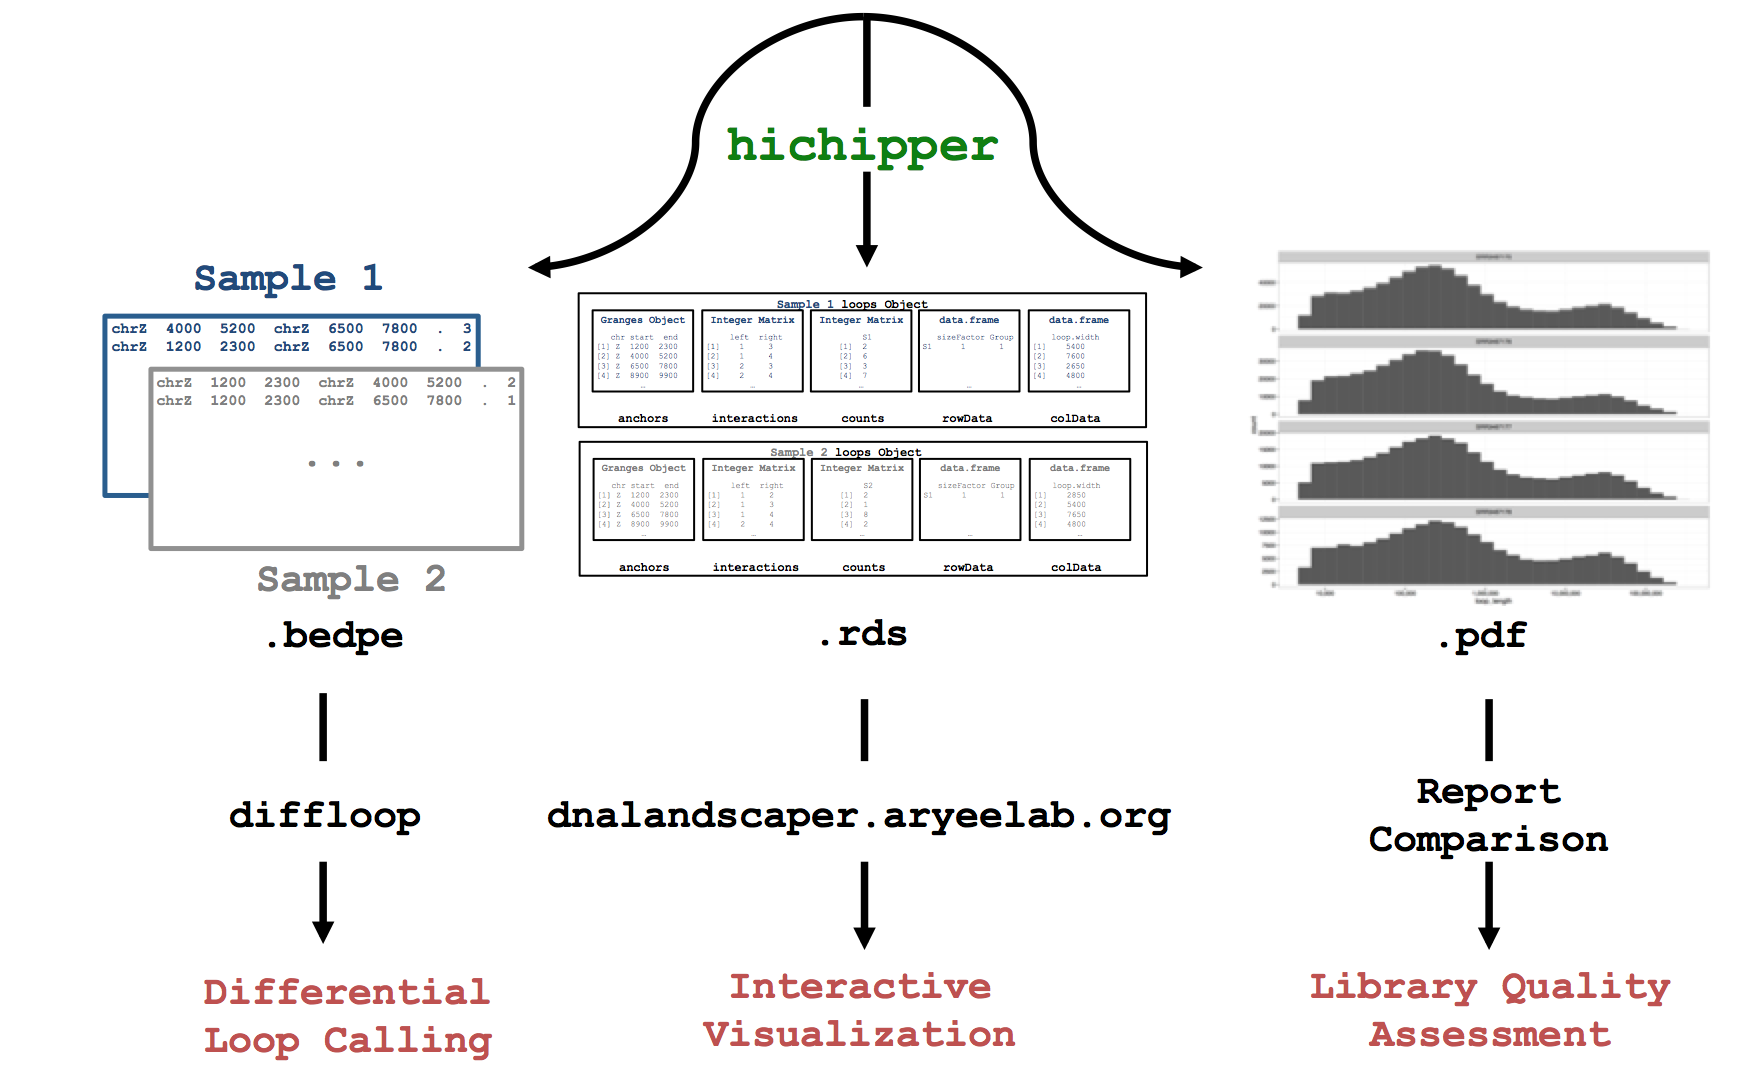 hichipper
Sample 1
chrZ 4000 5200 chrZ 6500 7800 . 3
chrZ 1200 2300 chrZ 6500 7800 . 2
chrZ 1200 2300 chrZ 4000 5200 . 2
chrZ 1200 2300 chrZ 6500 7800 . 1
...
Sample 2
.bedpe
Sample 1 loops Object
Granges Object
chr start end
[1] Z 1200 2300
[2] Z 4000 5200
[3] Z 6500 7800
[4] Z 8900 9900
…
anchors
Integer Matrix
left right
[1] 1 3
[2] 1 4
[3] 2 3
[4] 2 4
…
interactions
Integer Matrix
S1
[1] 2
[2] 6
[3] 3
[4] 7
…
counts
data.frame
sizeFactor Group
S1 1 1
…
rowData
data.frame
loop.width
[1] 5400
[2] 7600
[3] 2650
[4] 4800
…
colData
Sample 2 loops Object
Granges Object
chr start end
[1] Z 1200 2300
[2] Z 4000 5200
[3] Z 6500 7800
[4] Z 8900 9900
…
anchors
Integer Matrix
left right
[1] 1 2
[2] 1 3
[3] 1 4
[4] 2 4
…
interactions
Integer Matrix
S2
[1] 2
[2] 1
[3] 8
[4] 2
…
counts
data.frame
sizeFactor Group
S1 1 1
…
rowData
data.frame
loop.width
[1] 2850
[2] 5400
[3] 7650
[4] 4800
…
colData
.rds
count
loop_length
.pdf
diffloop
dnalandscaper.aryeelab.org
Report
Comparison
Differential
Loop Calling
Interactive
Visualization
Library Quality
Assessment